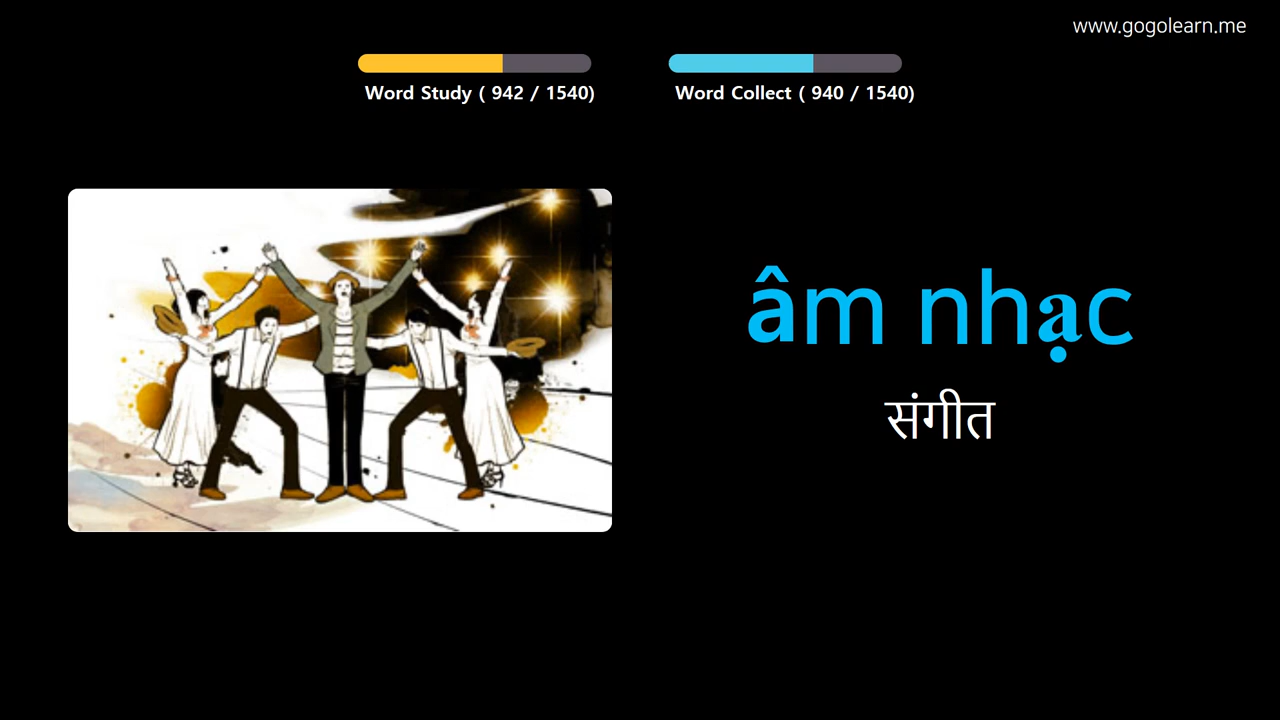 www.gogolearn.me
Word Study ( 942 / 1540)
Word Collect ( 940 / 1540)
âm nhạc
संगीत